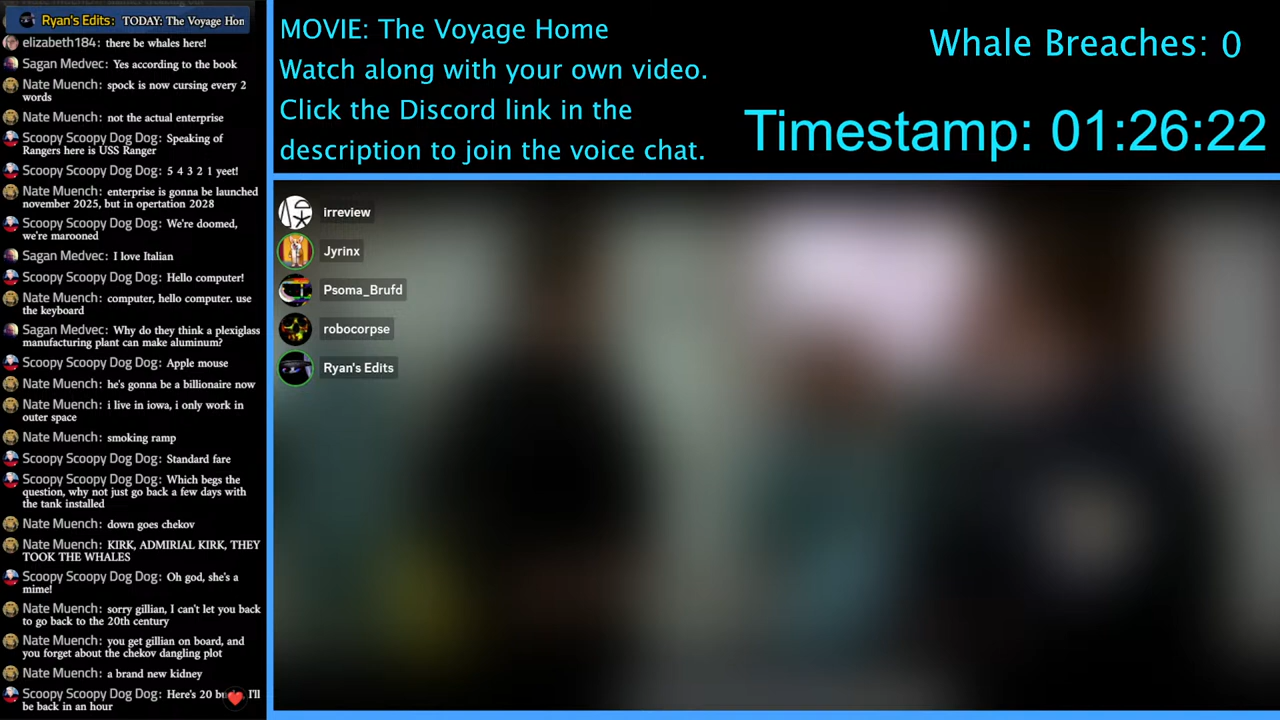 Ryan's Edits: TODAY: The Voyage Hon
elizabeth184: there be whales here!
Sagan Medvec: Yes according to the book
Nate Muench: spock is now cursing every 2
words
Nate Muench: not the actual enterprise
Scoopy Scoopy Dog Dog: Speaking of
Rangers here is USS Ranger
Scoopy Scoopy Dog Dog: 5 4 3 2 1 yeet!
Nate Muench: enterprise is gonna be launched
november 2025, but in opertation 2028
Scoopy Scoopy Dog Dog: We're doomed,
we're marooned
Sagan Medvec: I love Italian
Scoopy Scoopy Dog Dog: Hello computer!
Nate Muench: computer, hello computer. use
the keyboard
Sagan Medvec: Why do they think a plexiglass
manufacturing plant can make aluminum?
Scoopy Scoopy Dog Dog: Apple mouse
Nate Muench: he's gonna be a billionaire now
Nate Muench: i live in iowa, i only work in
outer space
Nate Muench: smoking ramp
Scoopy Scoopy Dog Dog: Standard fare
Scoopy Scoopy Dog Dog: Which begs the
question, why not just go back a few days with
the tank installed
Nate Muench: down goes chekov
Nate Muench: KIRK, ADMIRIAL KIRK, THEY
TOOK THE WHALES
Scoopy Scoopy Dog Dog: Oh god, she's a
mime!
Nate Muench: sorry gillian, I can't let you back
to go back to the 20th century
Nate Muench: you get gillian on board, and
you forget about the chekov dangling plot
Nate Muench: a brand new kidney
Scoopy Scoopy Dog Dog: Here's 20 I'll
be back in an hour
MOVIE: The Voyage Home
Watch along with your own video.
Click the Discord link in the
description to join the voice chat.
Whale Breaches: 0
Timestamp: 01:26:22
irreview
Jyrinx
Psoma_Brufd
robocorpse
Ryan's Edits